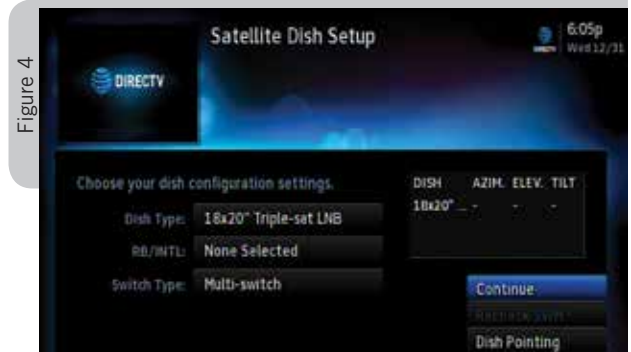 Figure 4
DIRECTV
Satellite Dish Setup
DIRECTV
6:05p
Wed 12/31
Choose your dish configuration settings.
Dish Type: 18x20" Triple-sat LNB
RB/INTL: None Selected
Switch Type: Multi-switch
DISH AZIM. ELEV. TILT
18x20" ... - - -
Continue
Dish Pointing